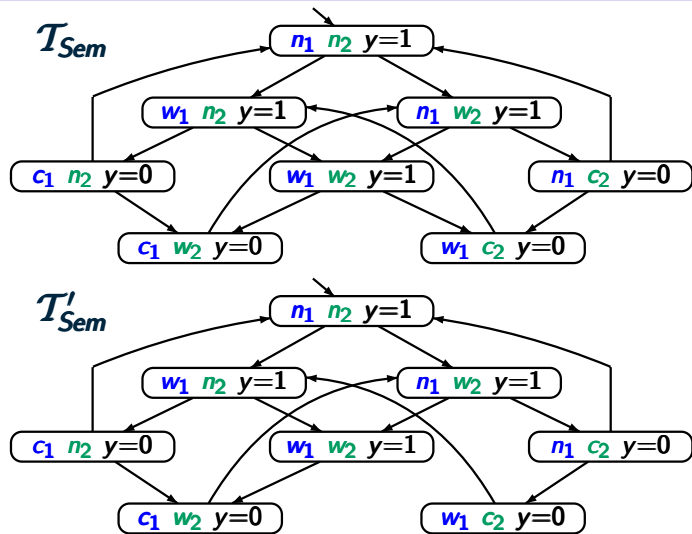 𝒯_Sem
n₁ n₂ y=1
w₁ n₂ y=1 n₁ w₂ y=1
c₁ n₂ y=0 w₁ w₂ y=1 n₁ c₂ y=0
c₁ w₂ y=0 w₁ c₂ y=0
𝒯′_Sem
n₁ n₂ y=1
w₁ n₂ y=1 n₁ w₂ y=1
c₁ n₂ y=0 w₁ w₂ y=1 n₁ c₂ y=0
c₁ w₂ y=0 w₁ c₂ y=0